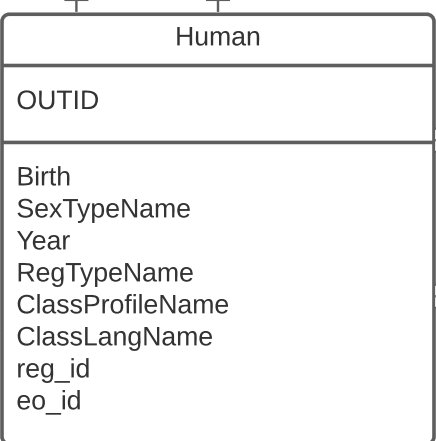 Human
OUTID
Birth
SexTypeName
Year
RegTypeName
ClassProfileName
ClassLangName
reg_id
eo_id